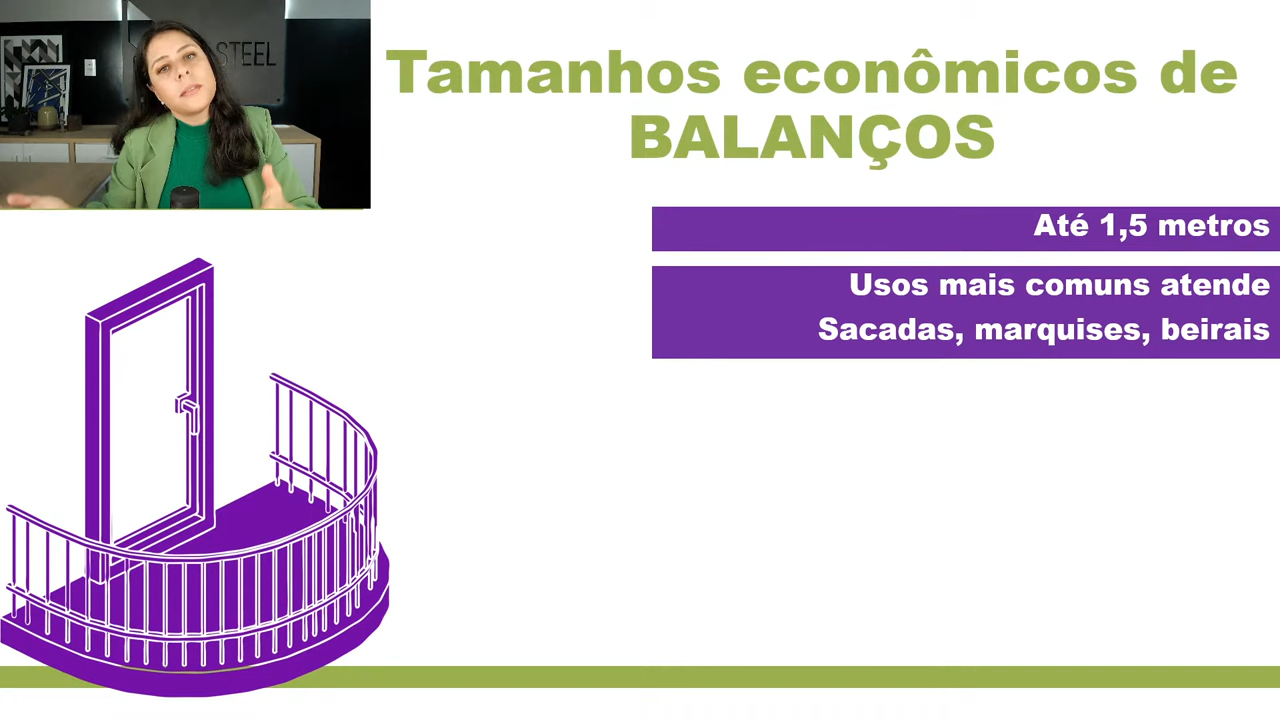 STEEL
Tamanhos econômicos de
BALANÇOS
Até 1,5 metros
Usos mais comuns atende
Sacadas, marquises, beirais